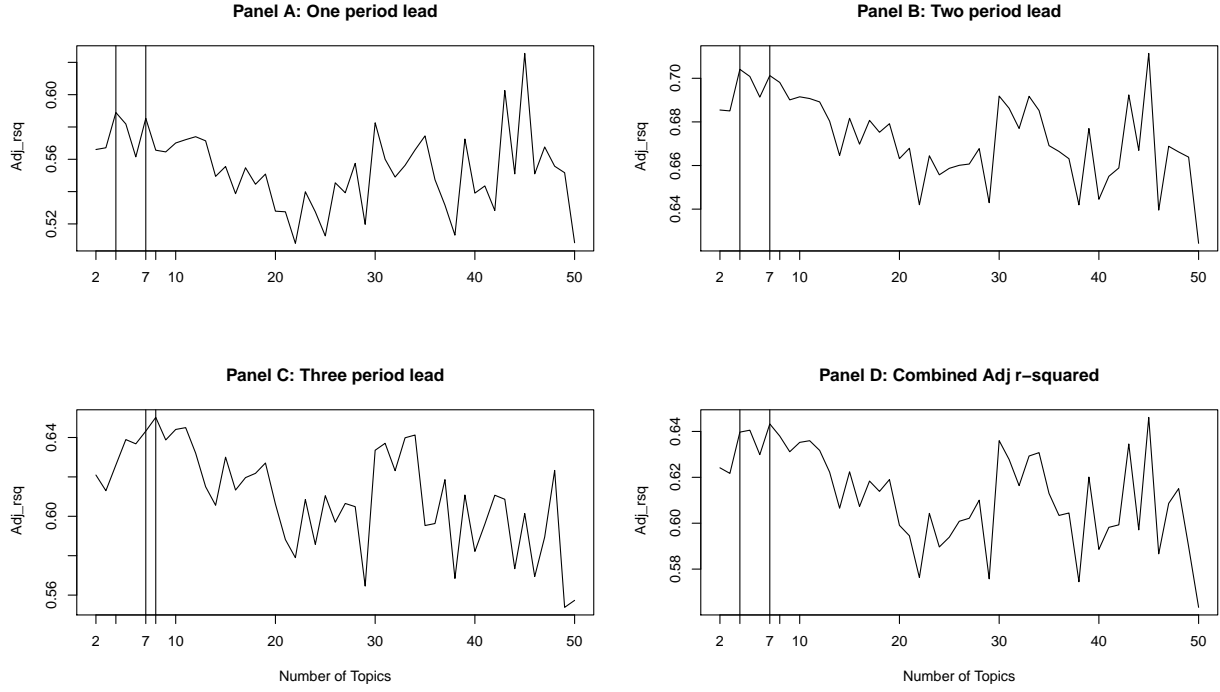 Panel A: One period lead
Adj_rsq
0.52 0.56 0.60
2 7 10 20 30 40 50
Panel B: Two period lead
Adj_rsq
0.64 0.66 0.68 0.70
2 7 10 20 30 40 50
Panel C: Three period lead
Adj_rsq
0.56 0.60 0.64
2 7 10 20 30 40 50
Number of Topics
Panel D: Combined Adj r−squared
Adj_rsq
0.58 0.60 0.62 0.64
2 7 10 20 30 40 50
Number of Topics